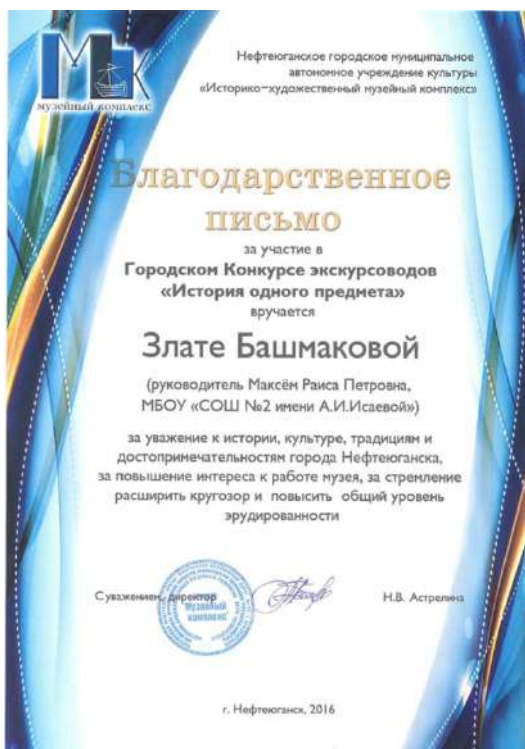 МК
музейный комплекс
Нефтеюганское городское муниципальное
автономное учреждение культуры
«Историко-художественный музейный комплекс»
Благодарственное
письмо
за участие в
Городском Конкурсе экскурсоводов
«История одного предмета»
вручается
Злате Башмаковой
(руководитель Максём Раиса Петровна,
МБОУ «СОШ №2 имени А.И.Исаевой»)
за уважение к истории, культуре, традициям и
достопримечательностям города Нефтеюганска,
за повышение интереса к работе музея, за стремление
расширить кругозор и повысить общий уровень
эрудированности
С уважением, директор
"Музейный
комплекс"
Н.В. Астрелина
г. Нефтеюганск, 2016